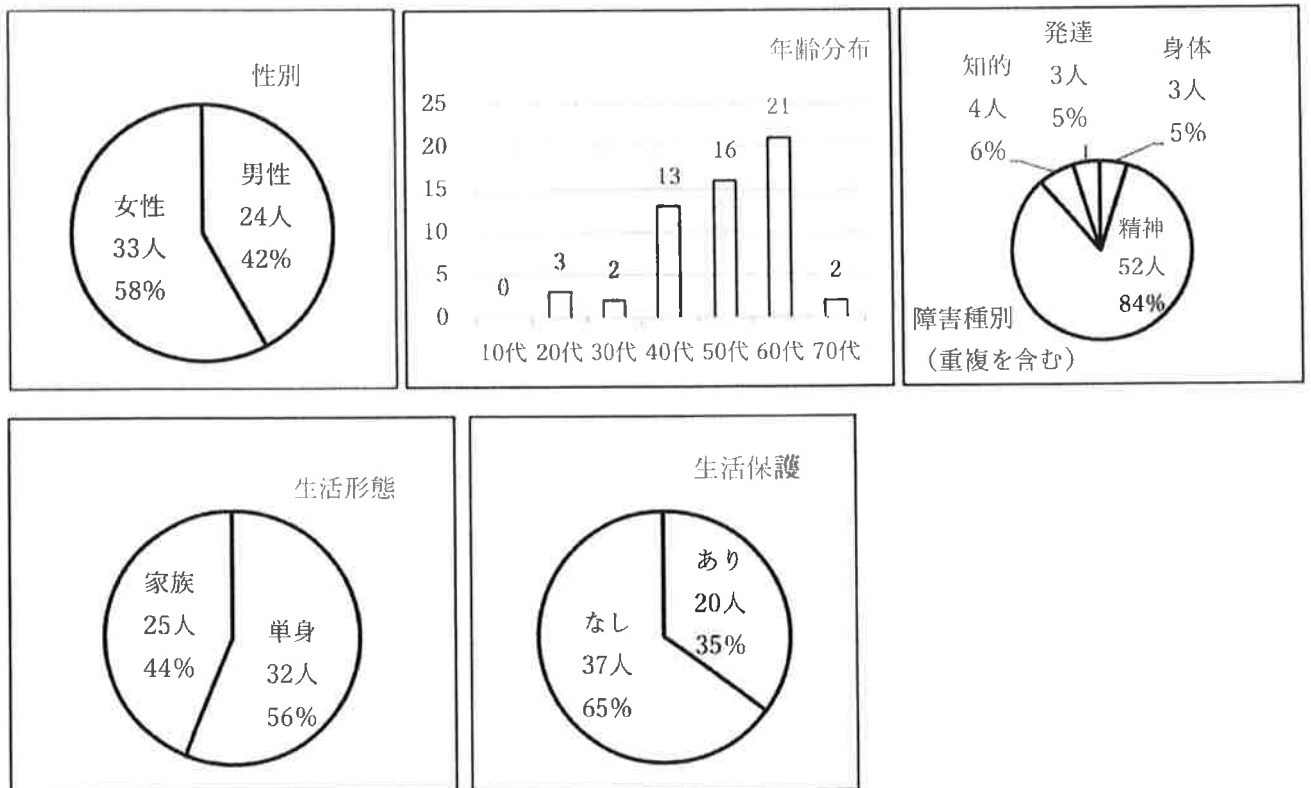 性別
男性
24人
42%
女性
33人
58%
年齢分布
25
20
15
10
5
0
0
3
2
13
16
21
2
10代 20代 30代 40代 50代 60代 70代
知的
4人
6%
発達
3人
5%
身体
3人
5%
精神
52人
84%
障害種別
（重複を含む）
生活形態
家族
25人
44%
単身
32人
56%
生活保護
あり
20人
35%
なし
37人
65%